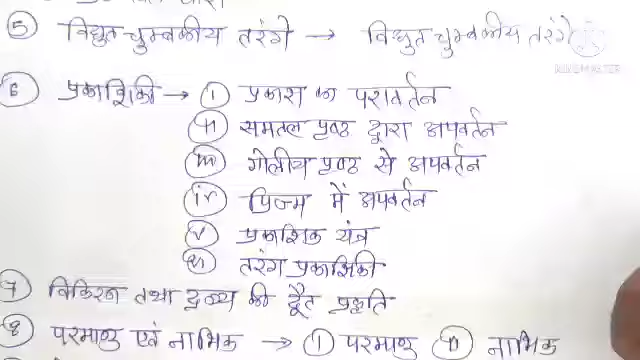 ⑤ विद्युत चुम्बकीय तरंगे → विद्युत चुम्बकीय तरंगे
⑥ प्रकाशिकी → ⓘ प्रकाश का परावर्तन
ⓘⓘ समतल पृष्ठ द्वारा अपवर्तन
ⓘⓘⓘ गोलीय पृष्ठ से अपवर्तन
iv प्रिज्म में अपवर्तन
v प्रकाशिक यंत्र
vi तरंग प्रकाशिकी
7 विकिरण तथा द्रव्य की द्वैत प्रकृति
8 परमाणु एवं नाभिक → ⓘ परमाणु ⓘⓘ नाभिक